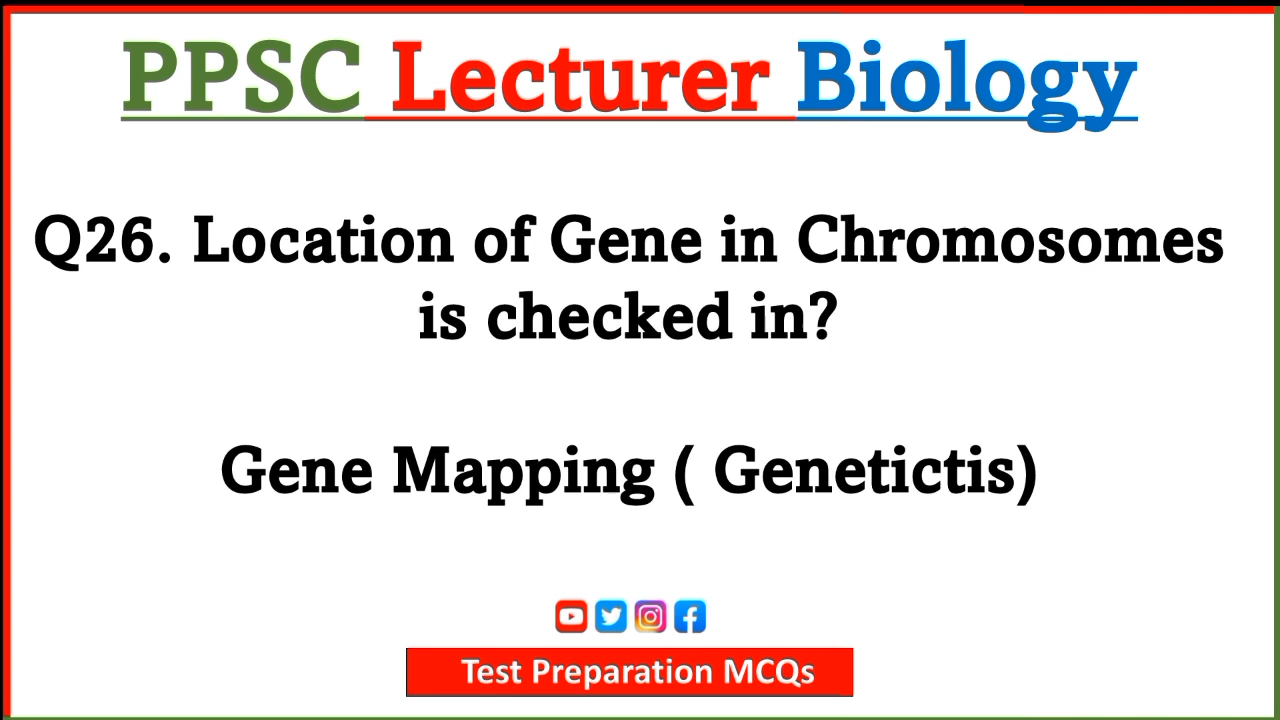 PPSC Lecturer Biology
Q26. Location of Gene in Chromosomes
is checked in?
Gene Mapping ( Genetictis)
Test Preparation MCQs